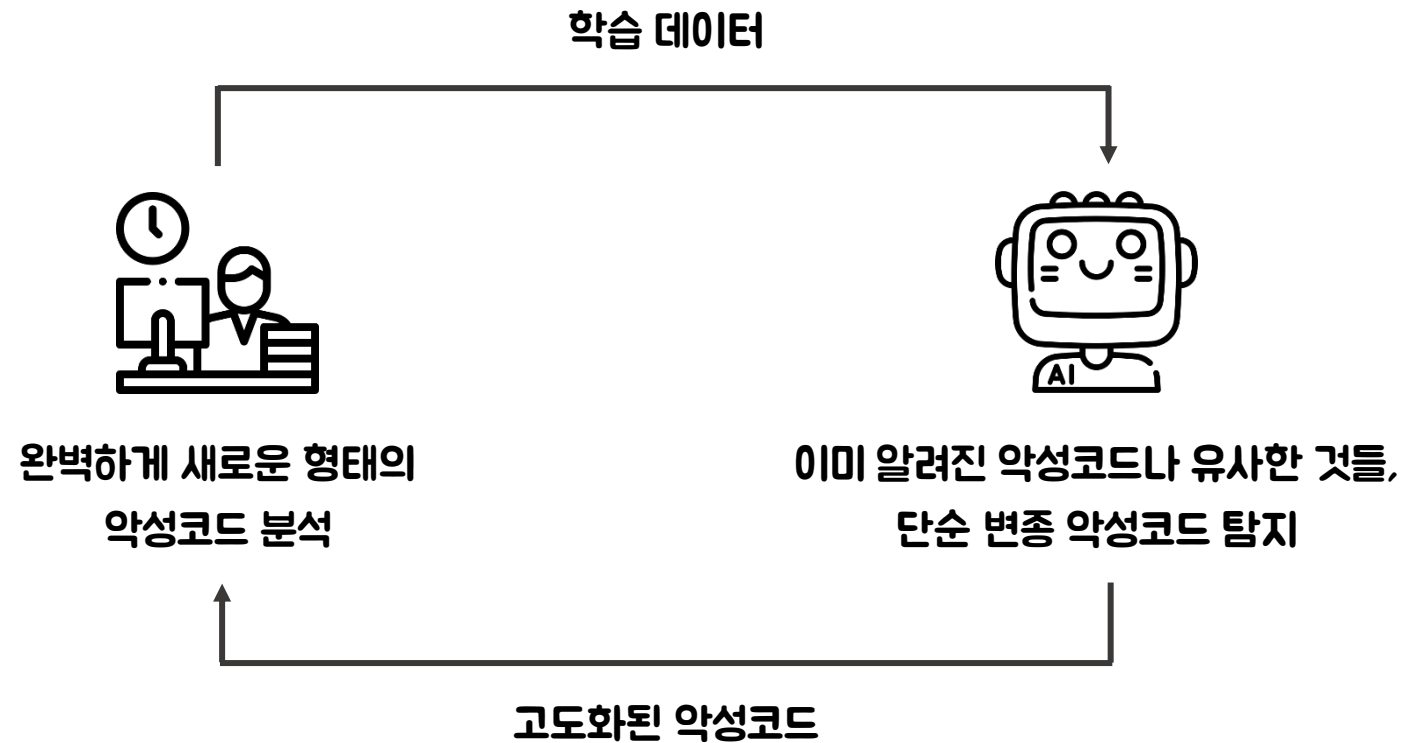 학습 데이터
AI
완벽하게 새로운 형태의
악성코드 분석
이미 알려진 악성코드나 유사한 것들,
단순 변종 악성코드 탐지
고도화된 악성코드